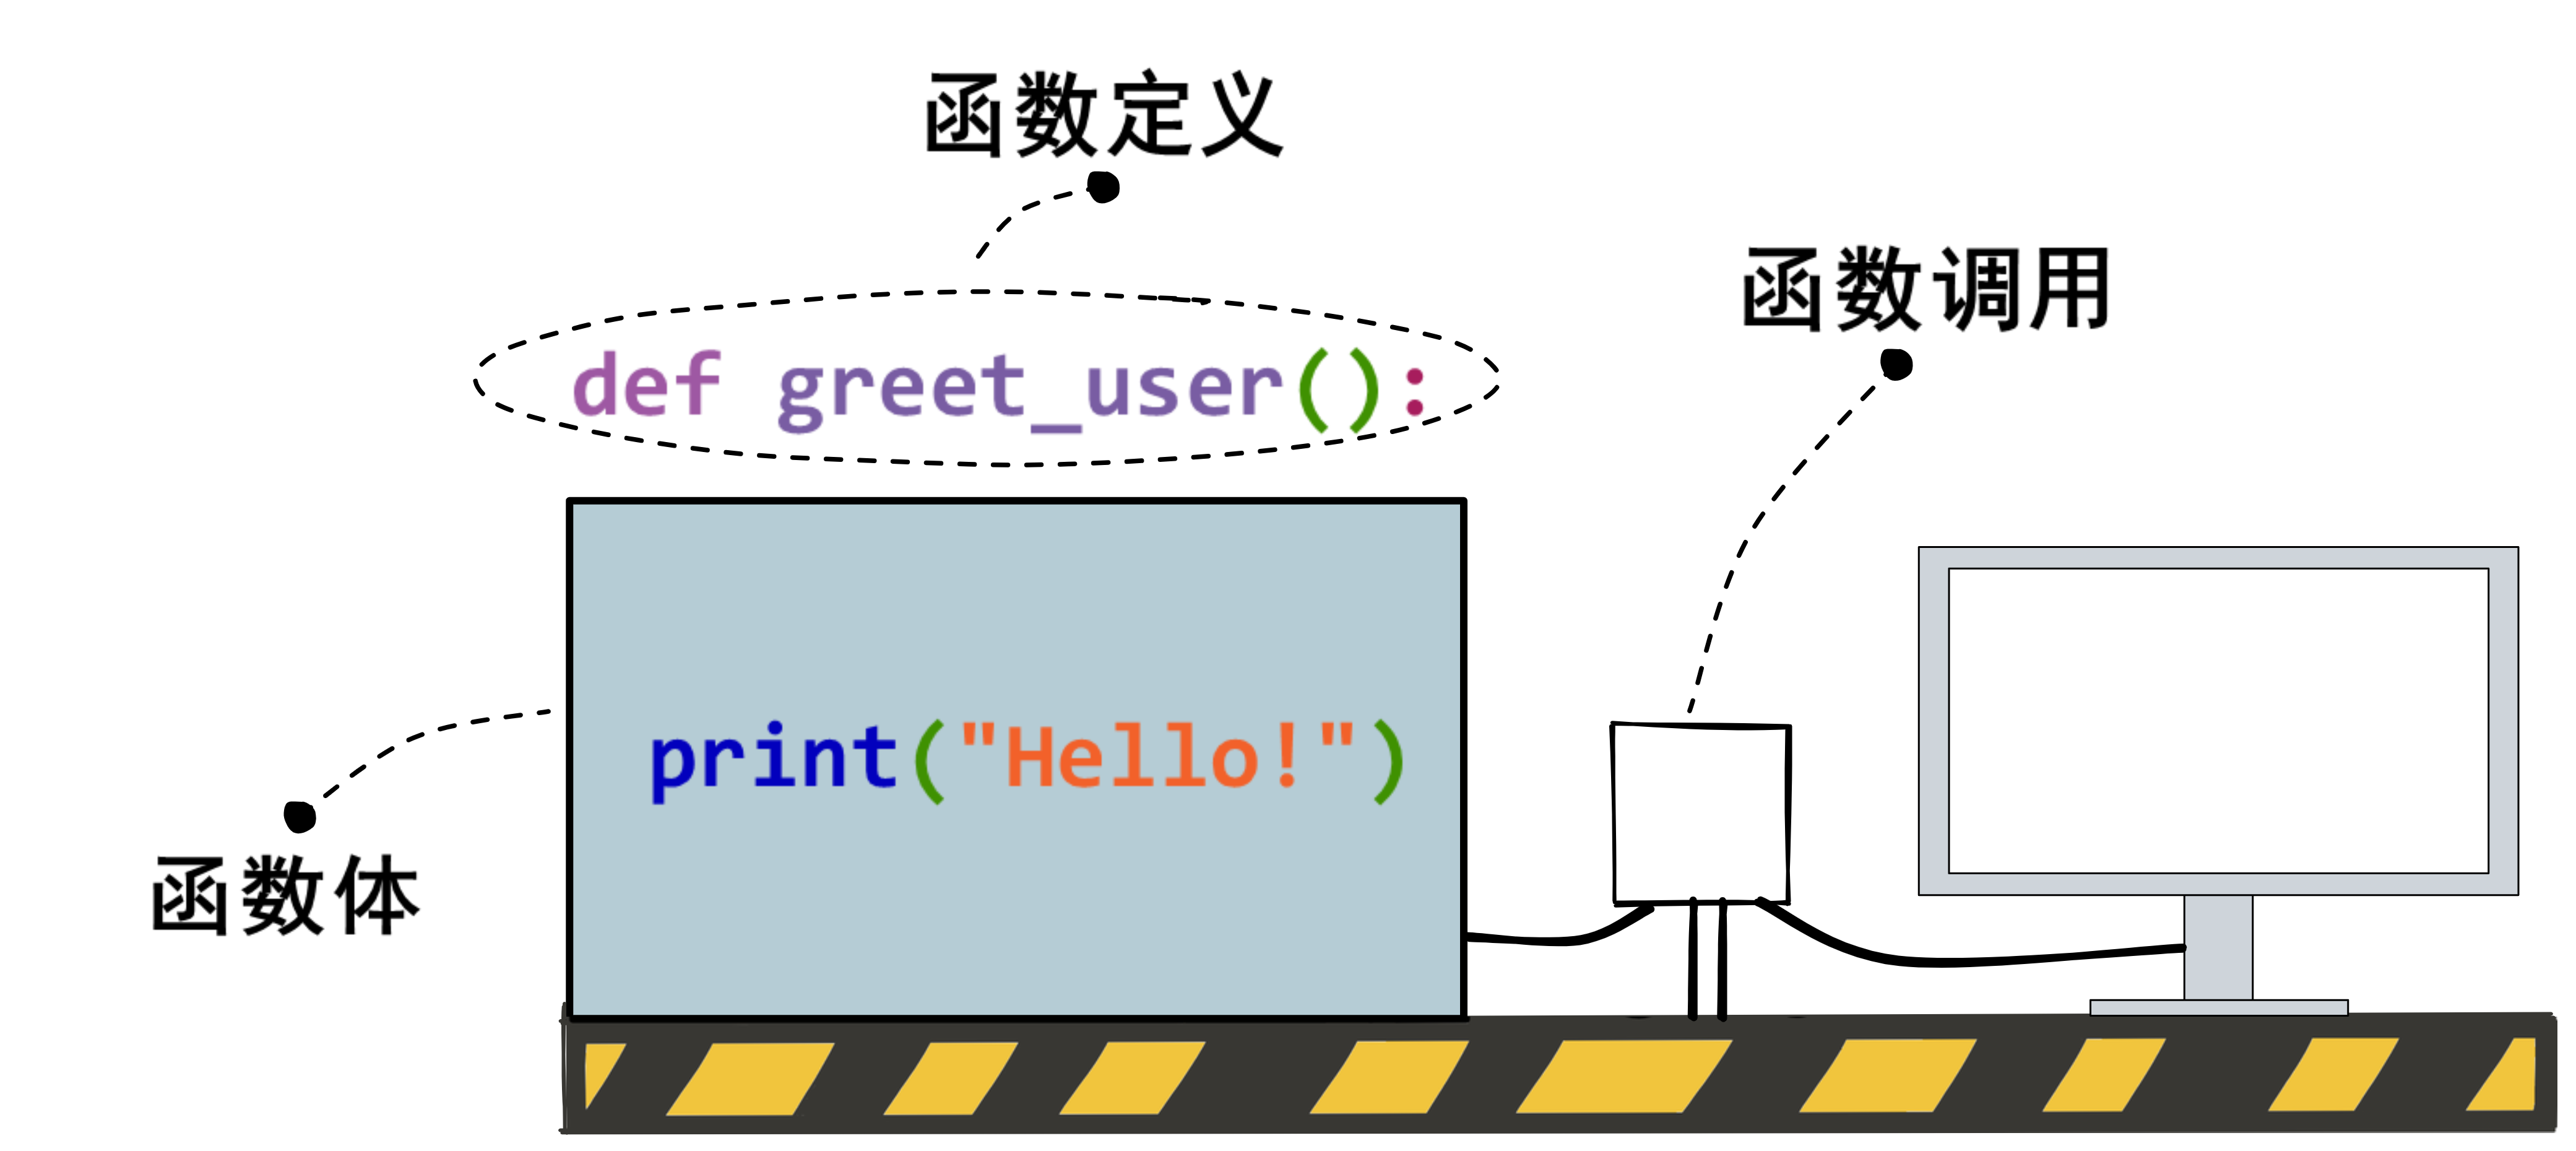 函数定义
函数调用
def greet_user():
print("Hello!")
函数体